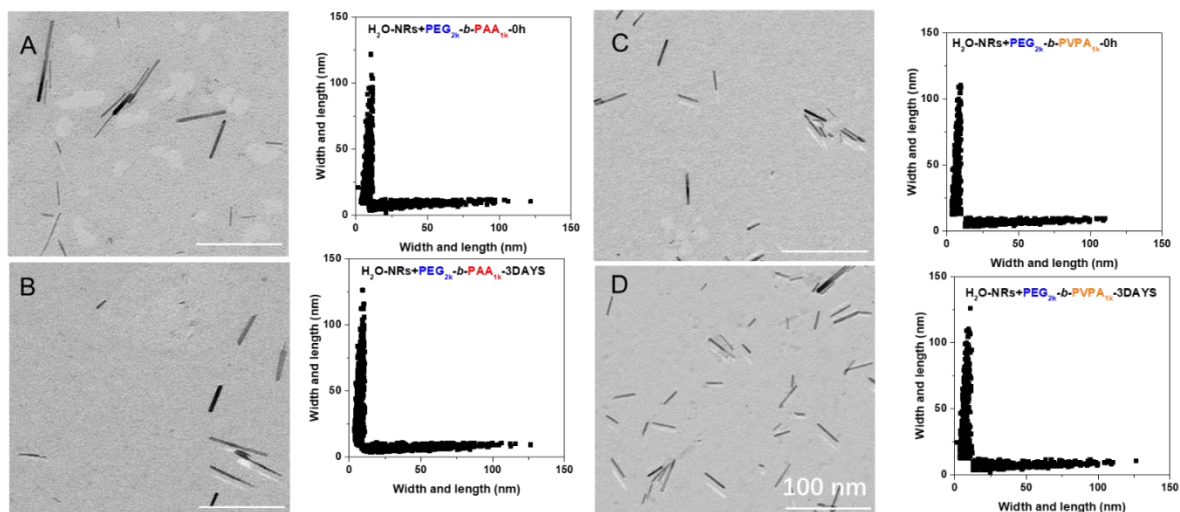 A
H₂O-NRs+PEG₂ₖ-b-PAA₁ₖ-0h
Width and length (nm)
150
100
50
0
0 50 100 150
Width and length (nm)
B
H₂O-NRs+PEG₂ₖ-b-PAA₁ₖ-3DAYS
Width and length (nm)
150
100
50
0
0 50 100 150
Width and length (nm)
C
H₂O-NRs+PEG₂ₖ-b-PVPA₁ₖ-0h
Width and length (nm)
150
100
50
0
0 50 100 150
Width and length (nm)
D
100 nm
H₂O-NRs+PEG₂ₖ-b-PVPA₁ₖ-3DAYS
Width and length (nm)
150
100
50
0
0 50 100 150
Width and length (nm)